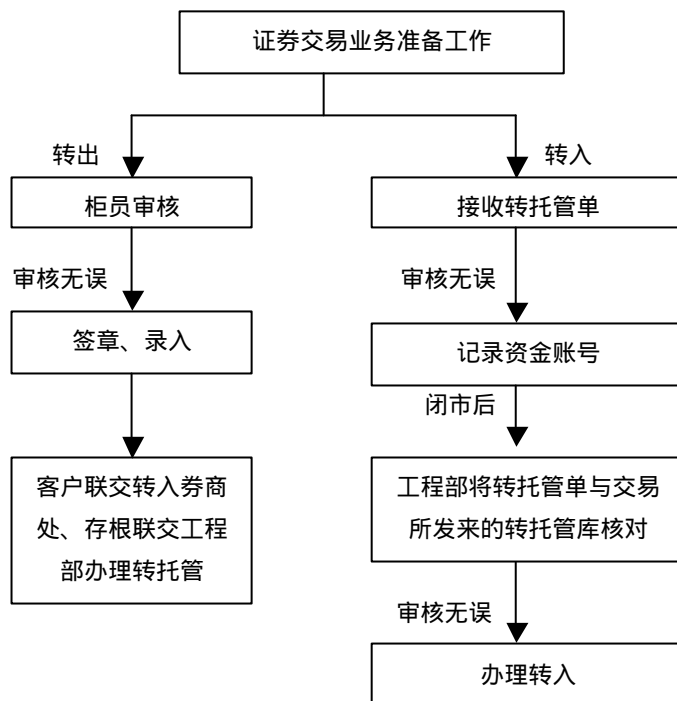 证券交易业务准备工作
转出
转入
柜员审核
接收转托管单
审核无误
审核无误
签章、录入
记录资金账号
闭市后
客户联交转入券商
处、存根联交工程
部办理转托管
工程部将转托管单与交易
所发来的转托管库核对
审核无误
办理转入